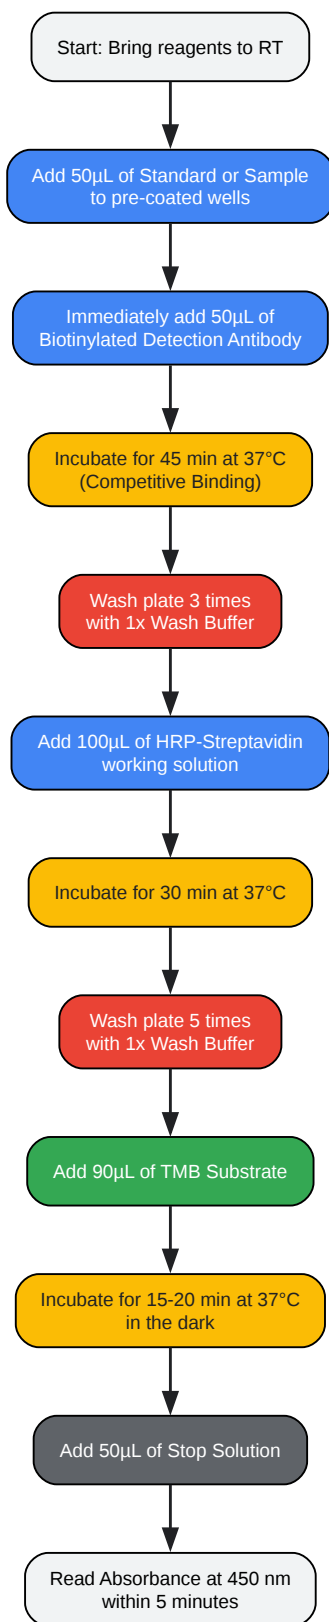 Start: Bring reagents to RT
Add 50µL of Standard or Sample
to pre-coated wells
Immediately add 50µL of
Biotinylated Detection Antibody
Incubate for 45 min at 37°C
(Competitive Binding)
Wash plate 3 times
with 1x Wash Buffer
Add 100µL of HRP-Streptavidin
working solution
Incubate for 30 min at 37°C
Wash plate 5 times
with 1x Wash Buffer
Add 90µL of TMB Substrate
Incubate for 15-20 min at 37°C
in the dark
Add 50µL of Stop Solution
Read Absorbance at 450 nm
within 5 minutes